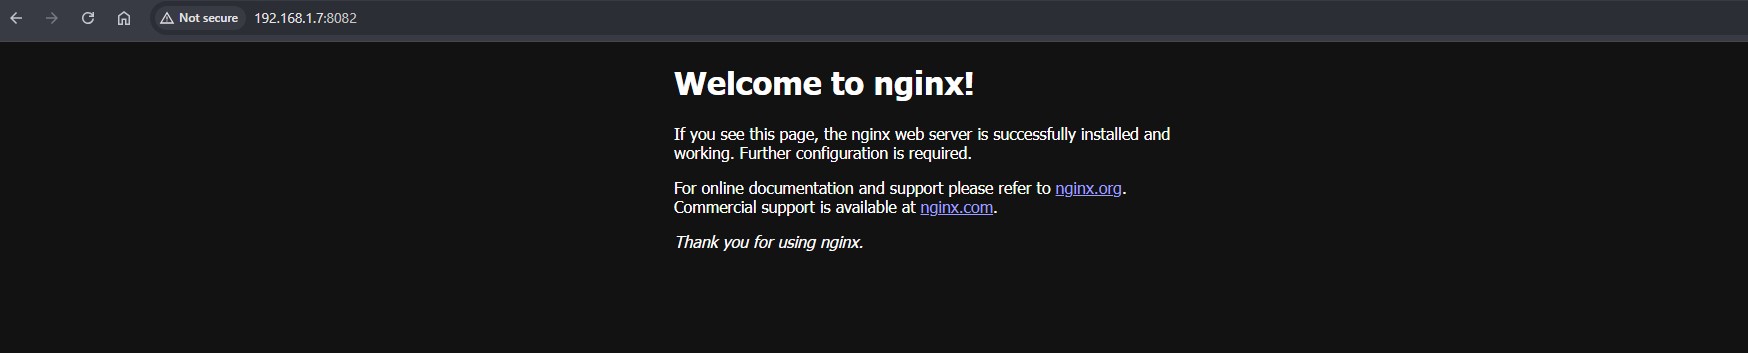 Not secure 192.168.1.7:8082
Welcome to nginx!
If you see this page, the nginx web server is successfully installed and
working. Further configuration is required.
For online documentation and support please refer to nginx.org.
Commercial support is available at nginx.com.
Thank you for using nginx.